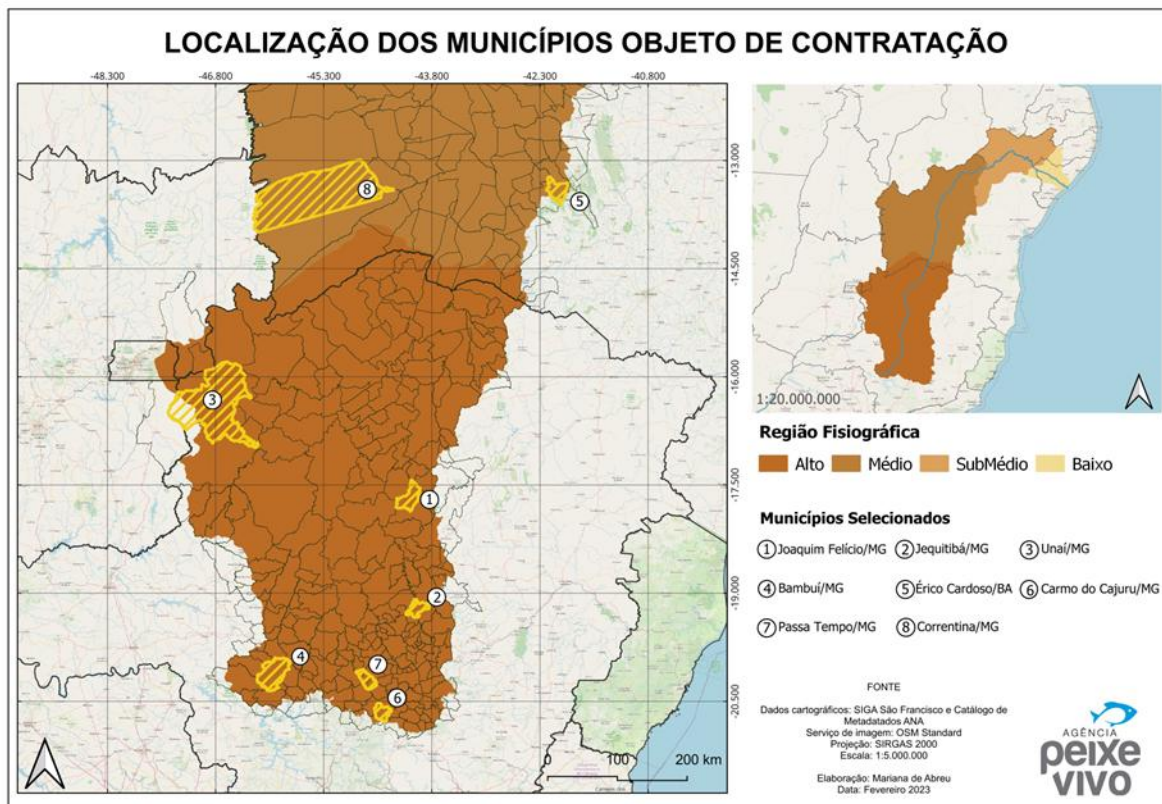 LOCALIZAÇÃO DOS MUNICÍPIOS OBJETO DE CONTRATAÇÃO
-48.300 -46.800 -45.300 -43.800 -42.300 -40.800
-13.000
-14.500
-16.000
-17.500
-19.000
-20.500
8
5
3
1
2
4
7
6
0 100 200 km
1:20.000.000
Região Fisiográfica
Alto Médio SubMédio Baixo
Municípios Selecionados
1 Joaquim Felício/MG 2 Jequitibá/MG 3 Unaí/MG
4 Bambuí/MG 5 Érico Cardoso/BA 6 Carmo do Cajuru/MG
7 Passa Tempo/MG 8 Correntina/MG
FONTE
Dados cartográficos: SIGA São Francisco e Catálogo de
Metadatados ANA
Serviço de imagem: OSM Standard
Projeção: SIRGAS 2000
Escala: 1:5.000.000
Elaboração: Mariana de Abreu
Data: Fevereiro 2023
AGÊNCIA
peixe
vivo